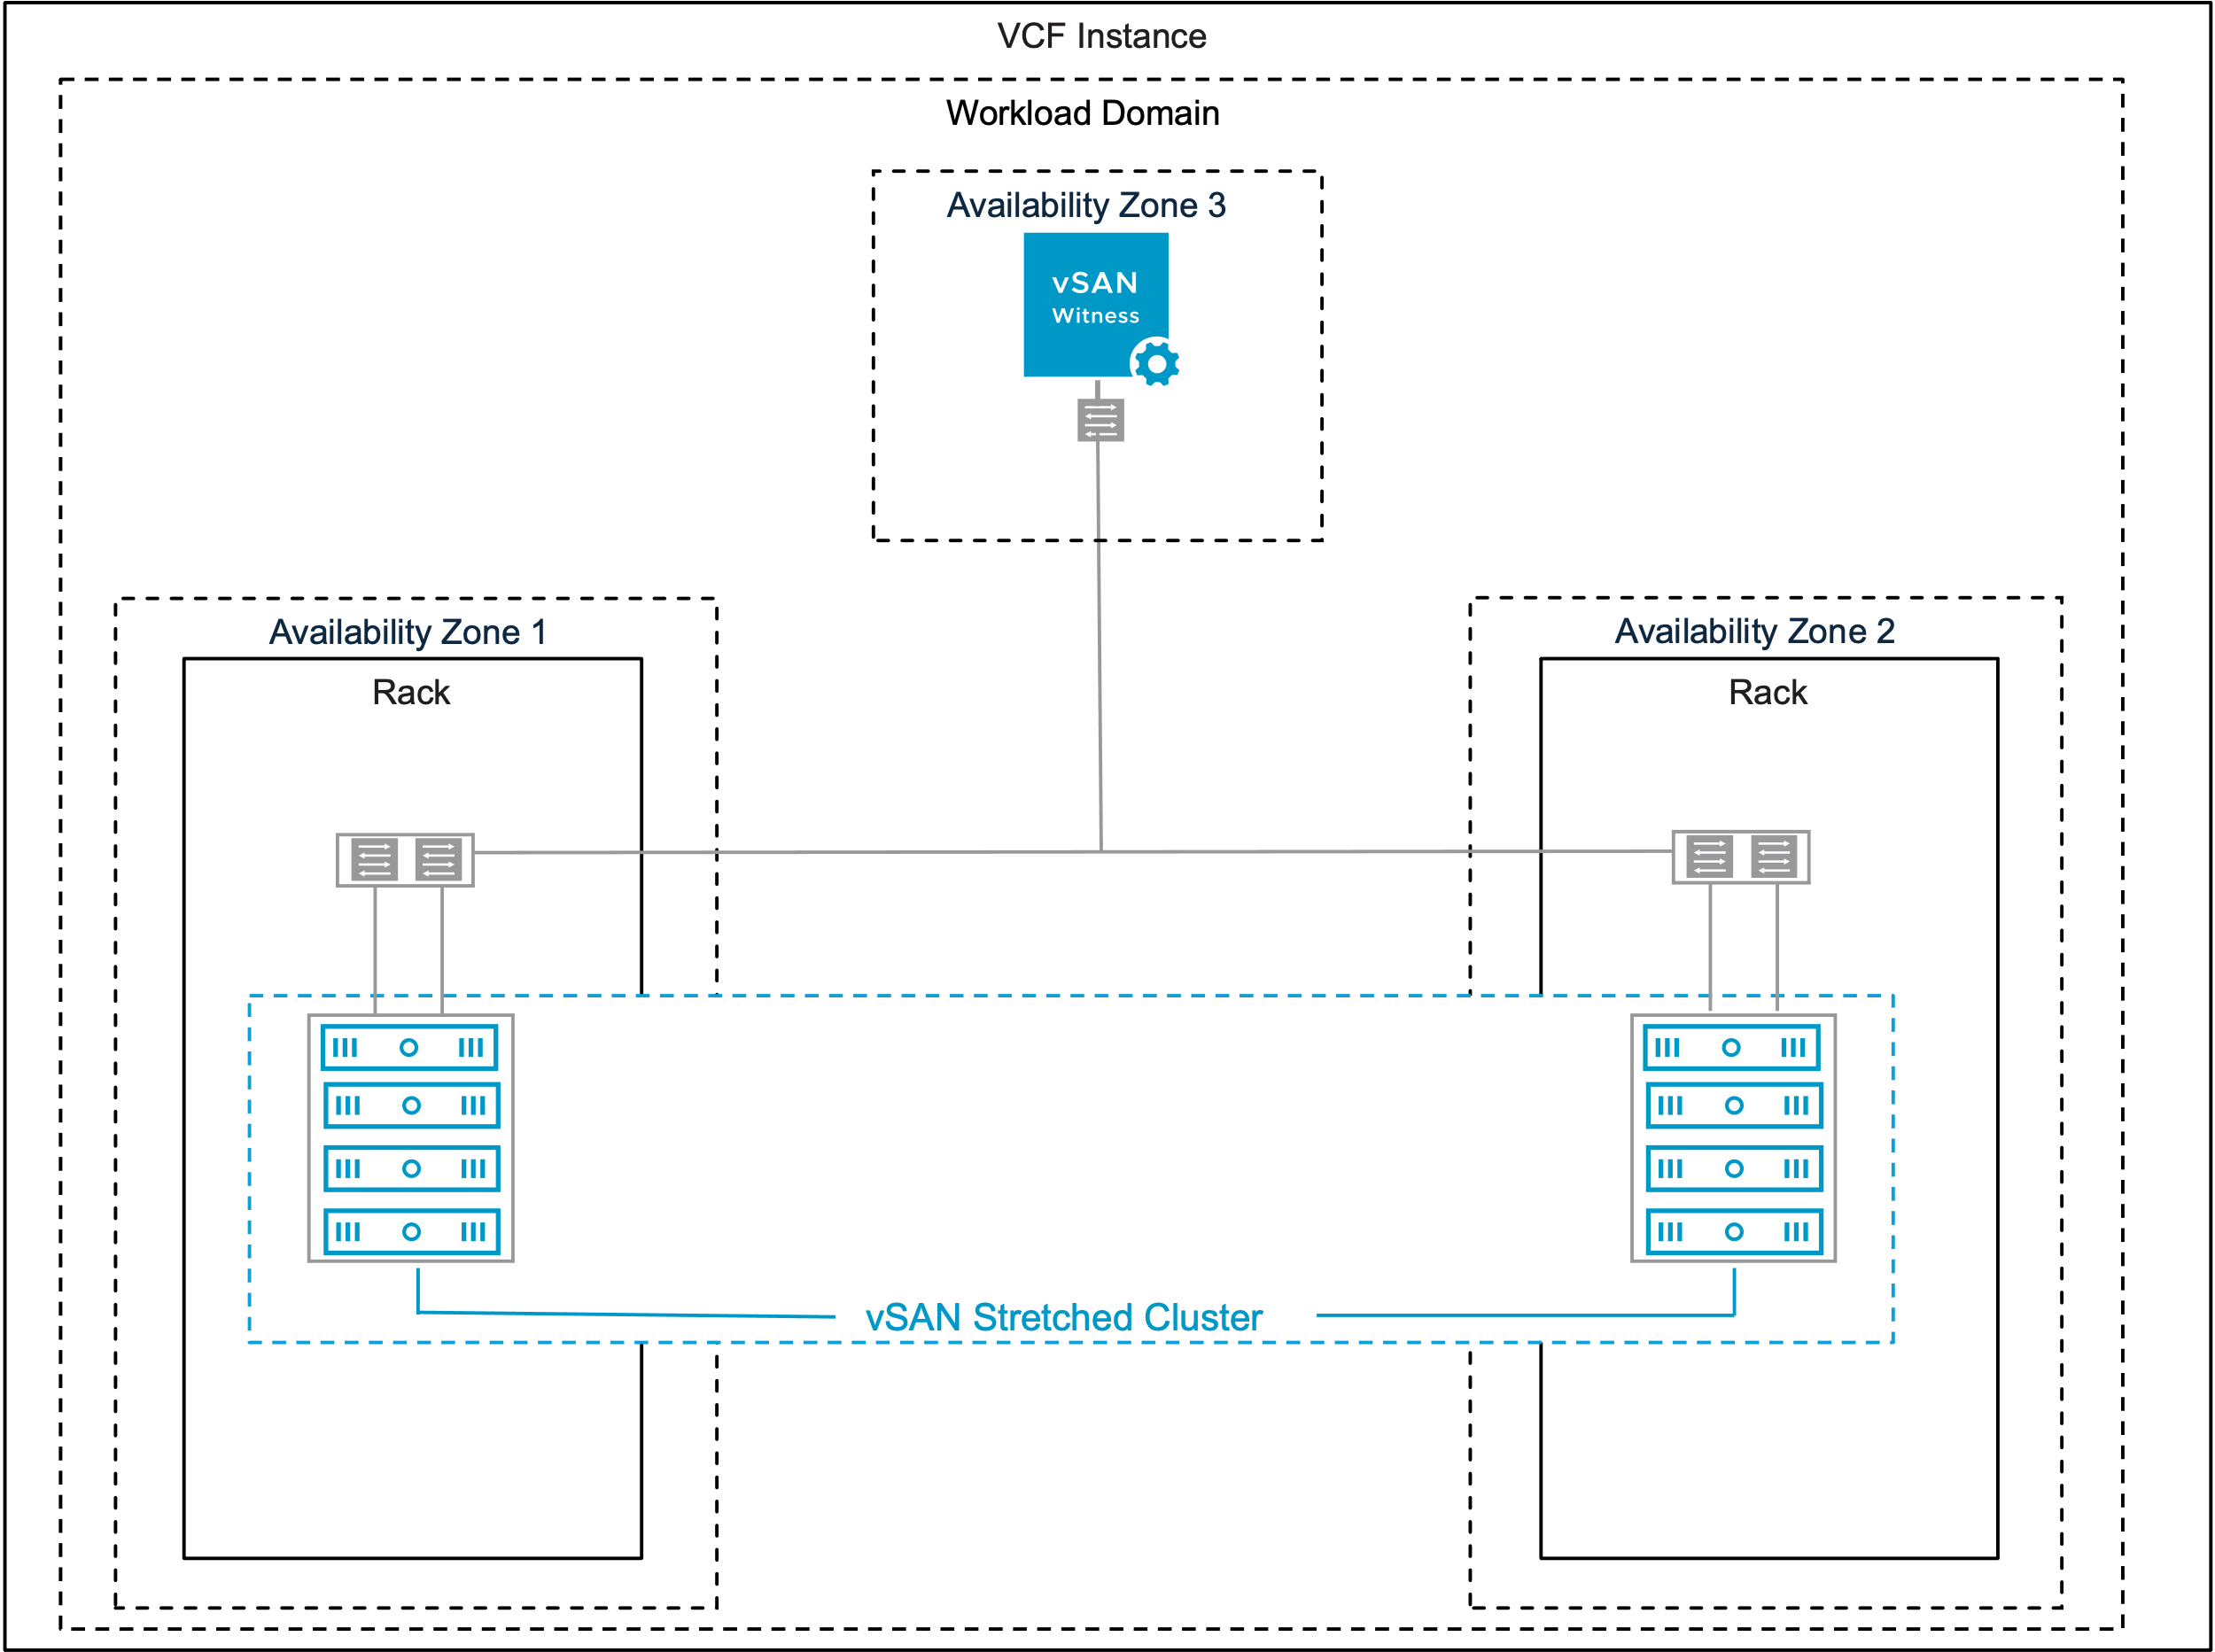 VCF Instance
Workload Domain
Availability Zone 3
vSAN
Witness
Availability Zone 1
Availability Zone 2
Rack
Rack
vSAN Stretched Cluster